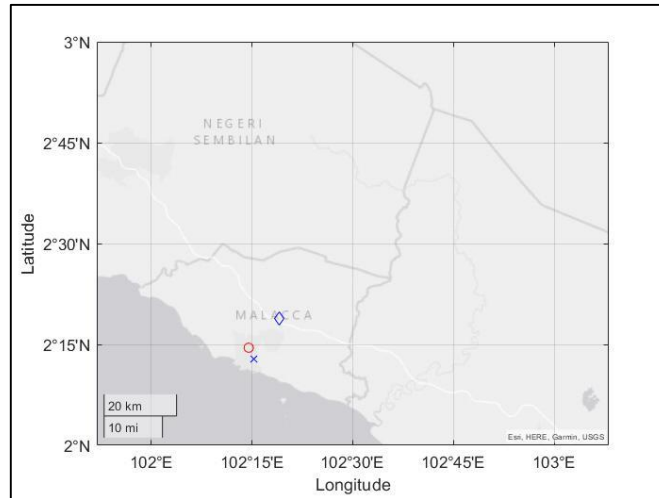 3°N
2°45'N
2°30'N
2°15'N
2°N
Latitude
NEGERI
SEMBILAN
MALACCA
20 km
10 mi
Esri, HERE, Garmin, USGS
102°E
102°15'E
102°30'E
102°45'E
103°E
Longitude